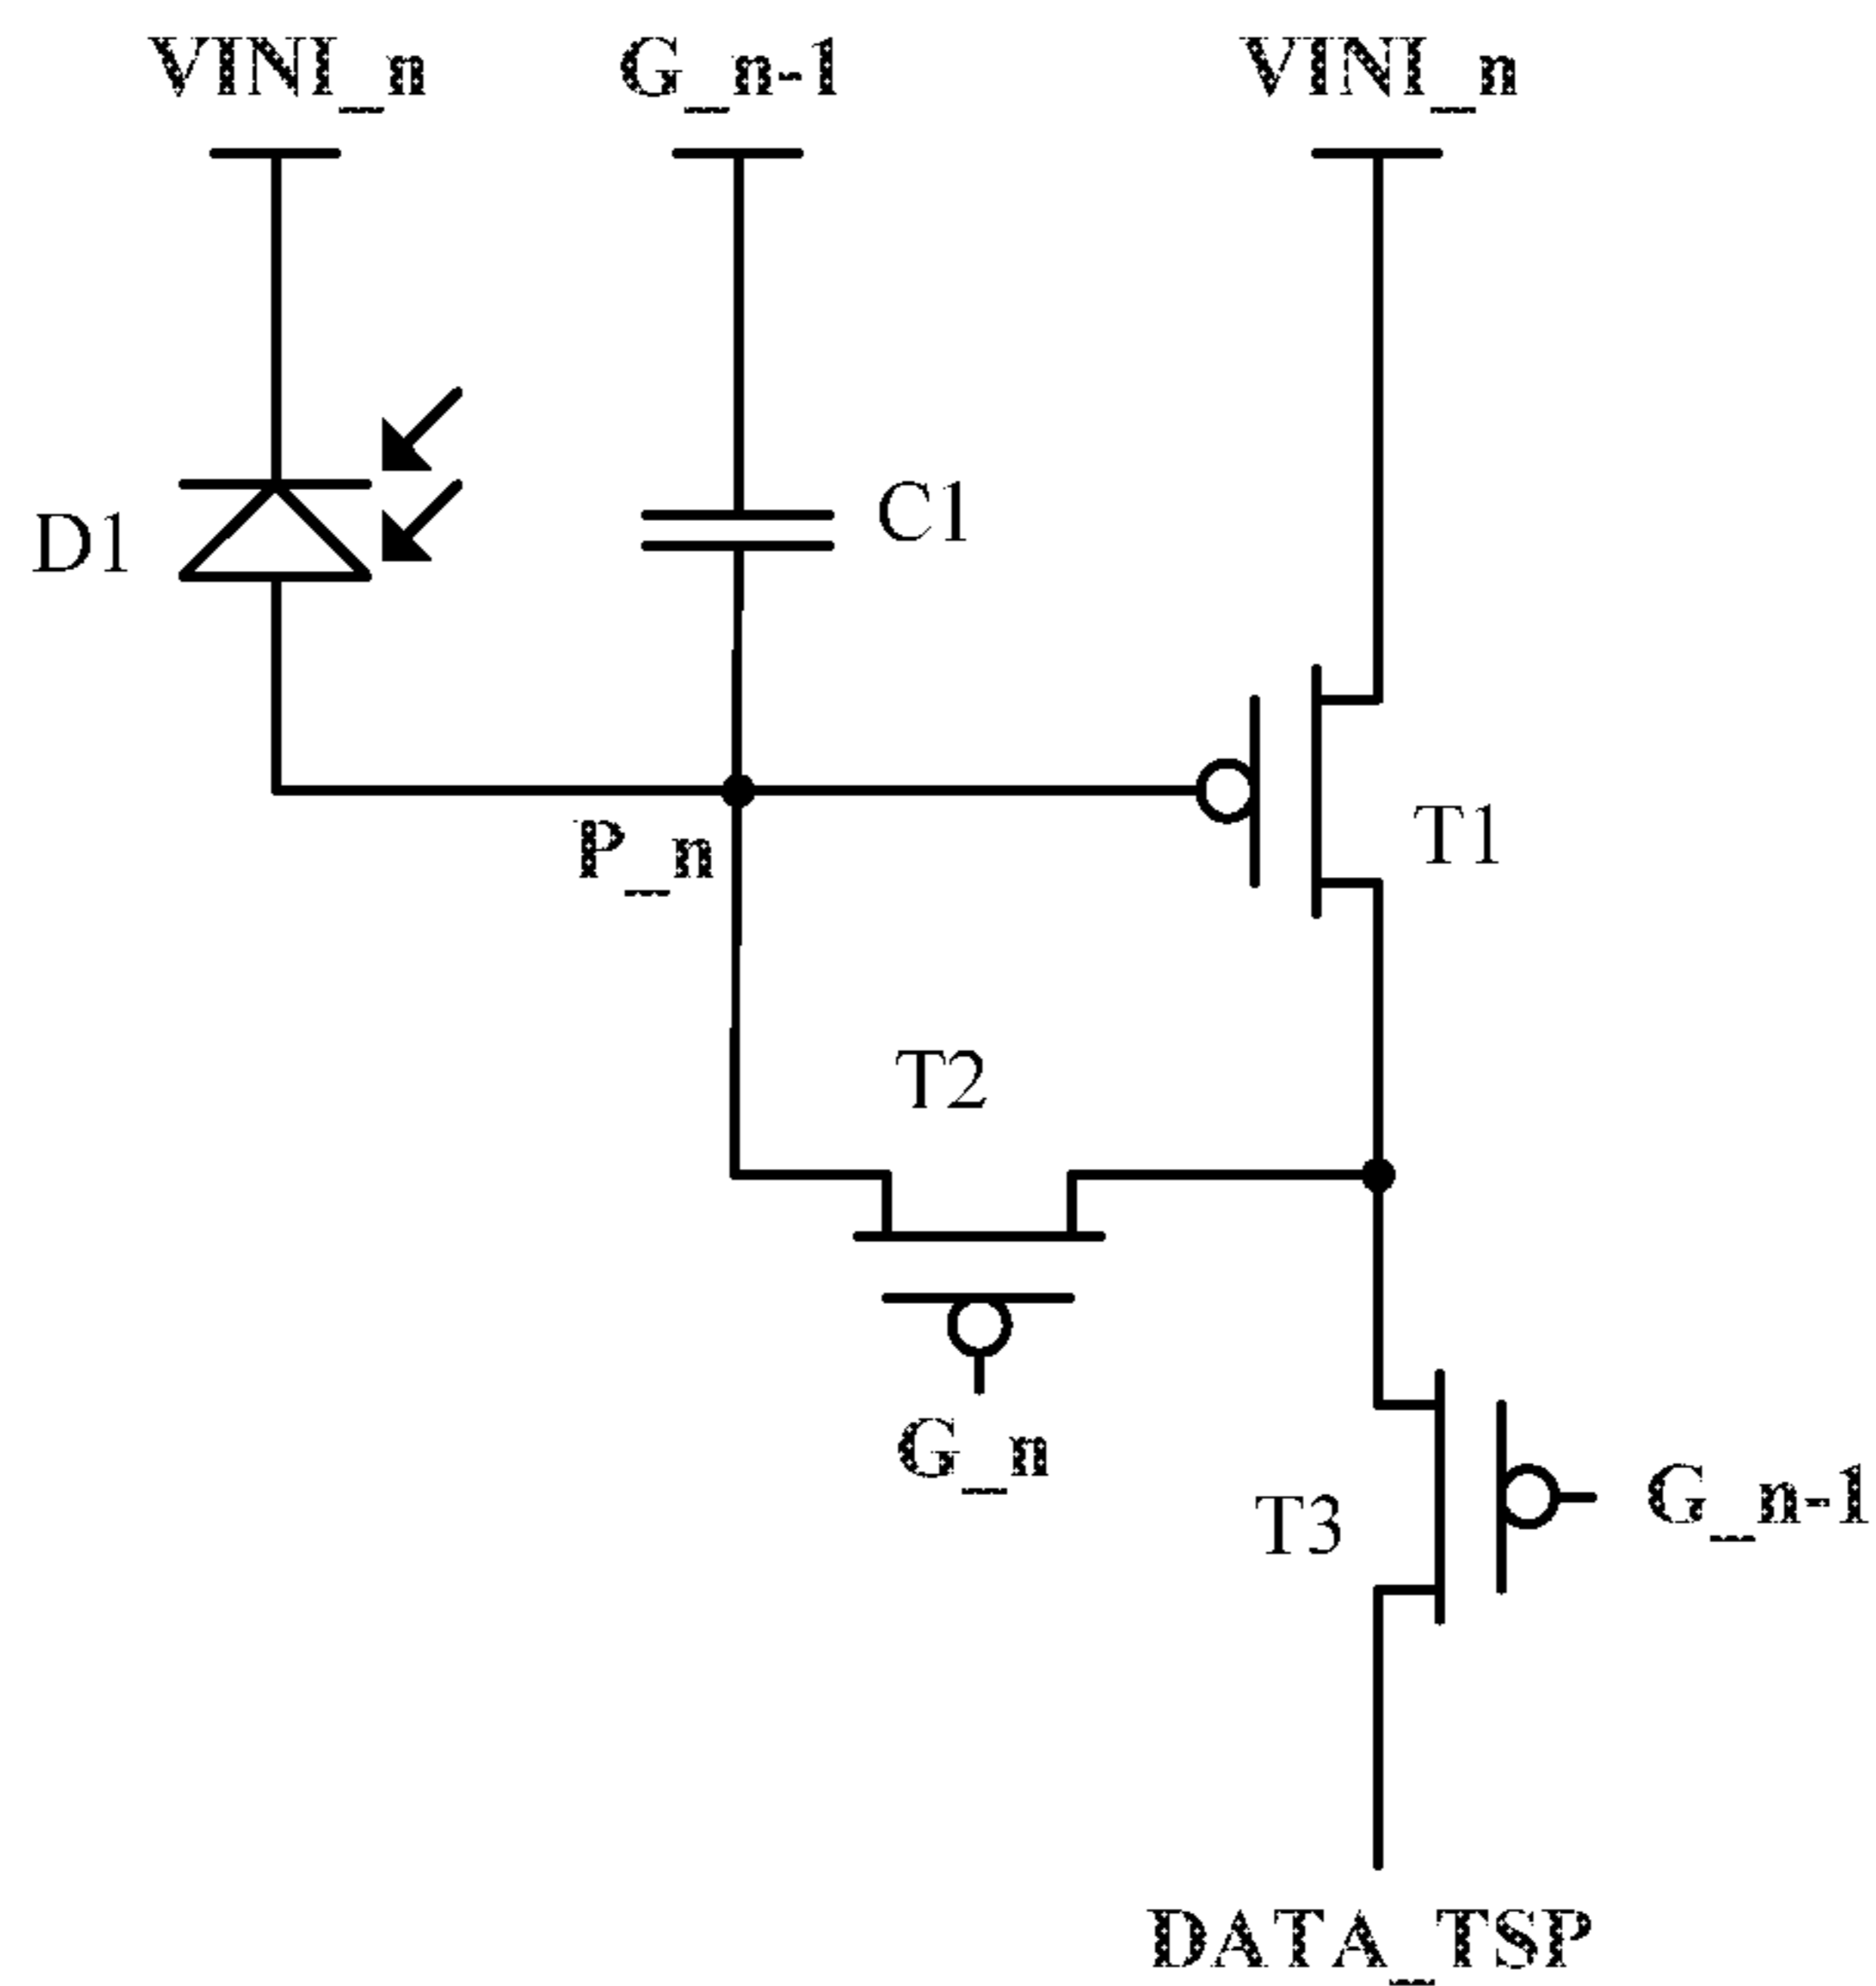 VINI_n G_n-1 VINI_n
C1
D1
T1
P_n
T2
G_n
G_n-1
T3
DATA_TSP